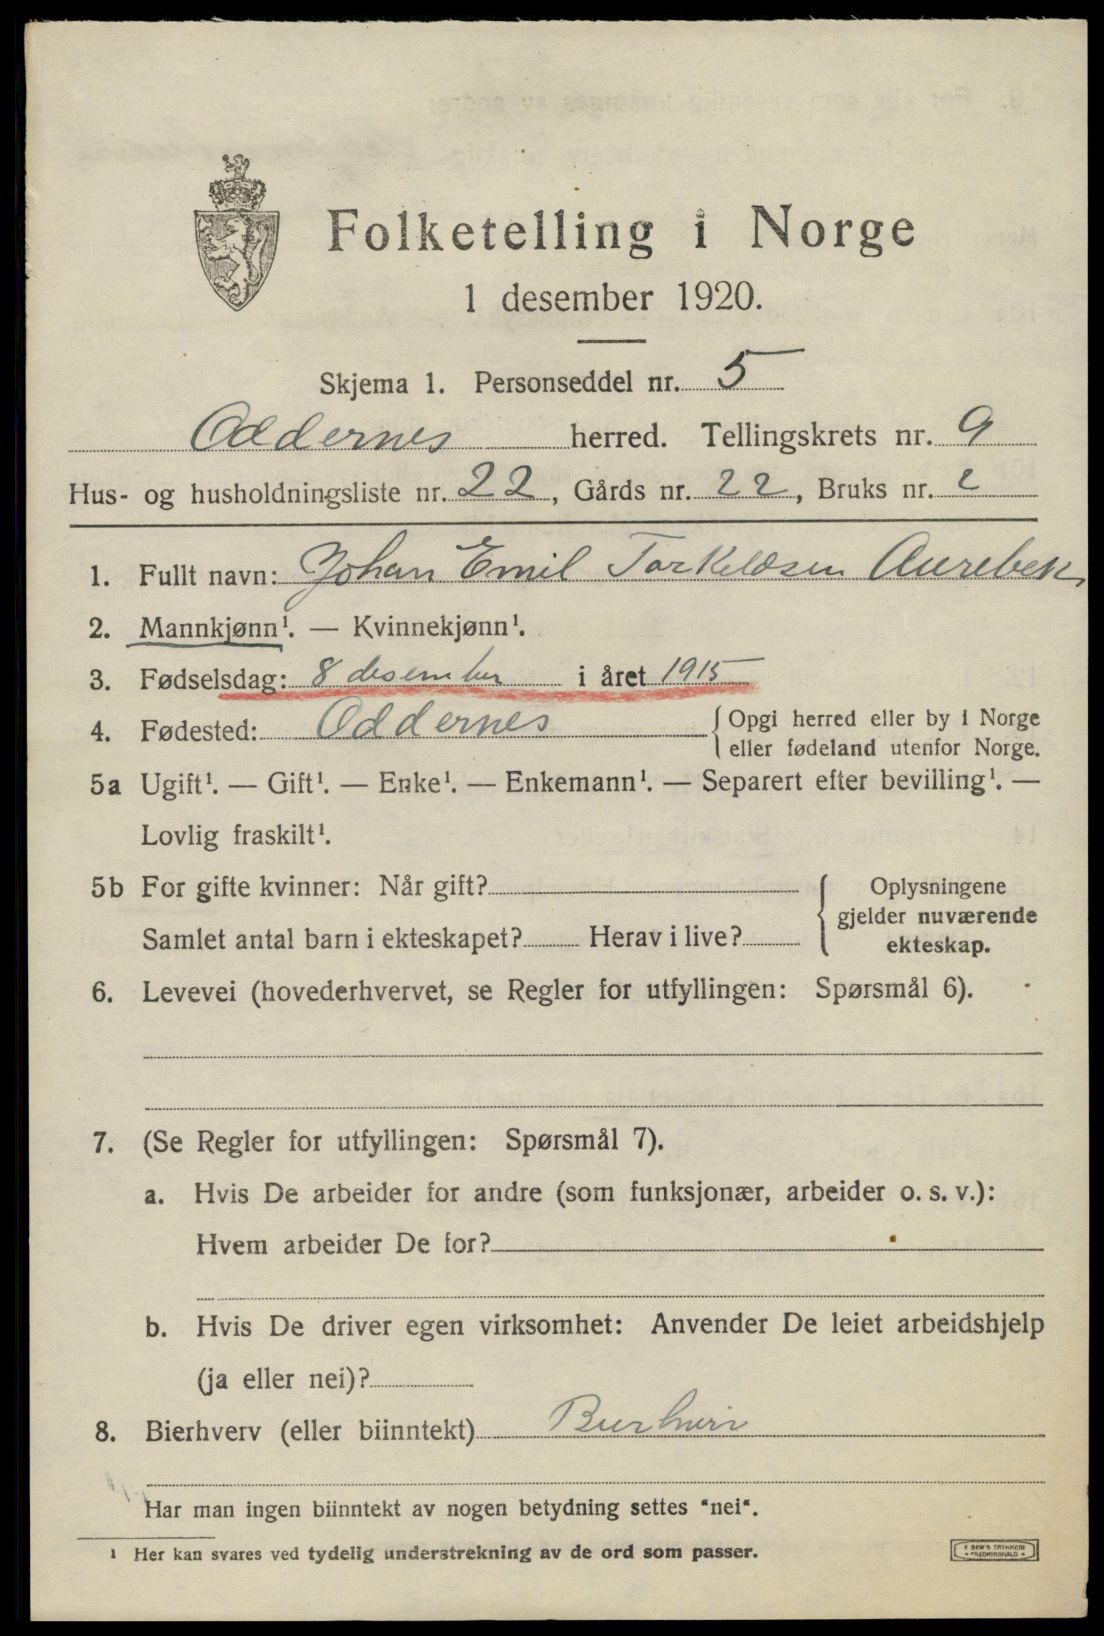 Folketelling i Norge
1 desember 1920.
Skjema 1. Personseddel nr. 5
Oddernes herred. Tellingskrets nr. 9
Hus- og husholdningsliste nr. 22, Gårds nr. 22, Bruks nr. 2
1. Fullt navn: Johan Emil Torkeldsen Aurebek
2. Mannkjønn¹. — Kvinnekjønn¹.
3. Fødselsdag: 8 desember i året 1915
4. Fødested: Oddernes { Opgi herred eller by i Norge
eller fødeland utenfor Norge.
5a Ugift¹. — Gift¹. — Enke¹. — Enkemann¹. — Separert efter bevilling¹. —
Lovlig fraskilt¹.
5b For gifte kvinner: Når gift?
Samlet antal barn i ekteskapet? Herav i live?
{ Oplysningene
gjelder nuværende
ekteskap.
6. Levevei (hovederhvervet, se Regler for utfyllingen: Spørsmål 6).
7. (Se Regler for utfyllingen: Spørsmål 7).
a. Hvis De arbeider for andre (som funksjonær, arbeider o. s. v.):
Hvem arbeider De for?
b. Hvis De driver egen virksomhet: Anvender De leiet arbeidshjelp
(ja eller nei)?
8. Bierhverv (eller biinntekt)
Har man ingen biinntekt av nogen betydning settes "nei".
¹ Her kan svares ved tydelig understrekning av de ord som passer.